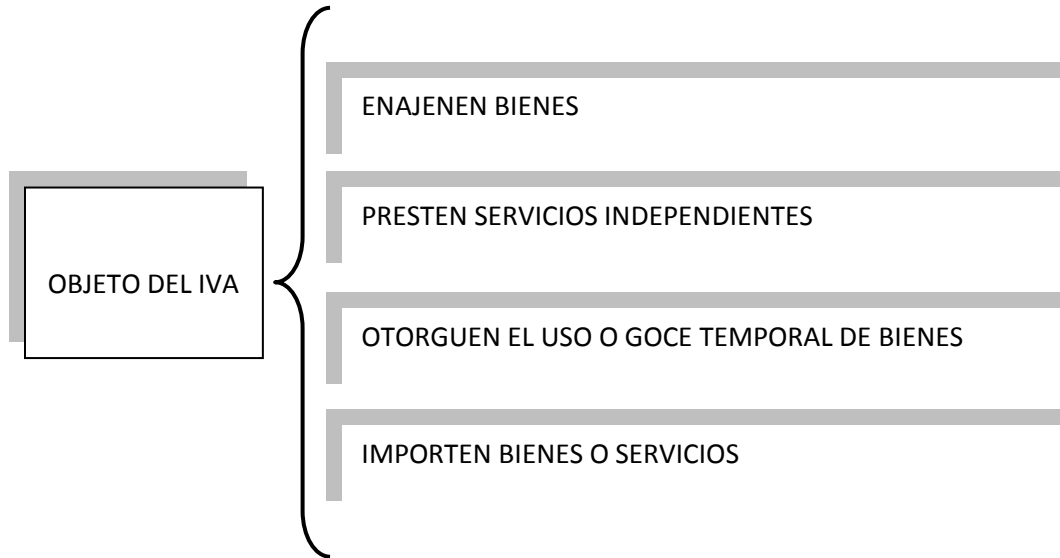 OBJETO DEL IVA
ENAJENEN BIENES
PRESTEN SERVICIOS INDEPENDIENTES
OTORGUEN EL USO O GOCE TEMPORAL DE BIENES
IMPORTEN BIENES O SERVICIOS